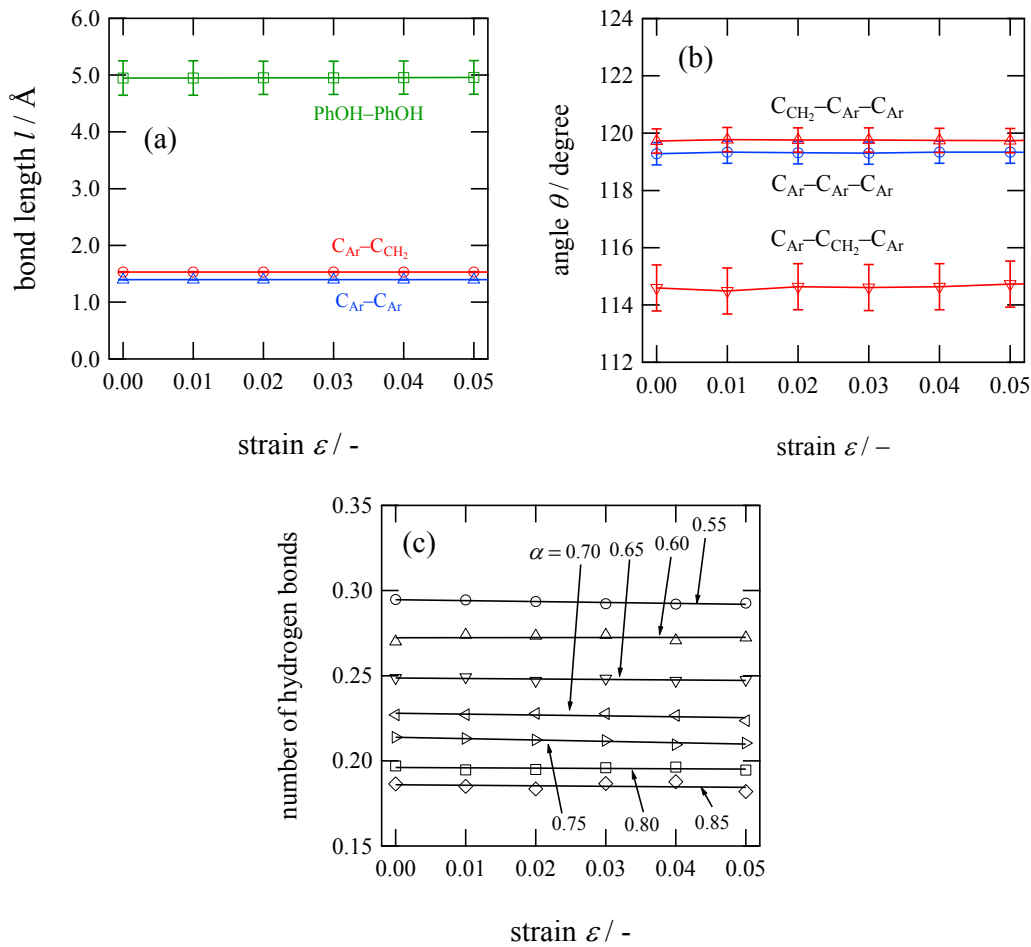 6.0
5.0
4.0
3.0
2.0
1.0
0.0
bond length l / Å
PhOH–PhOH
(a)
C_Ar–C_CH₂
C_Ar–C_Ar
0.00 0.01 0.02 0.03 0.04 0.05
strain ε / -
124
122
120
118
116
114
112
angle θ / degree
(b)
C_CH₂–C_Ar–C_Ar
C_Ar–C_Ar–C_Ar
C_Ar–C_CH₂–C_Ar
0.00 0.01 0.02 0.03 0.04 0.05
strain ε / –
0.35
0.30
0.25
0.20
0.15
number of hydrogen bonds
(c)
α = 0.70 0.65 0.60 0.55
0.75 0.80 0.85
0.00 0.01 0.02 0.03 0.04 0.05
strain ε / -